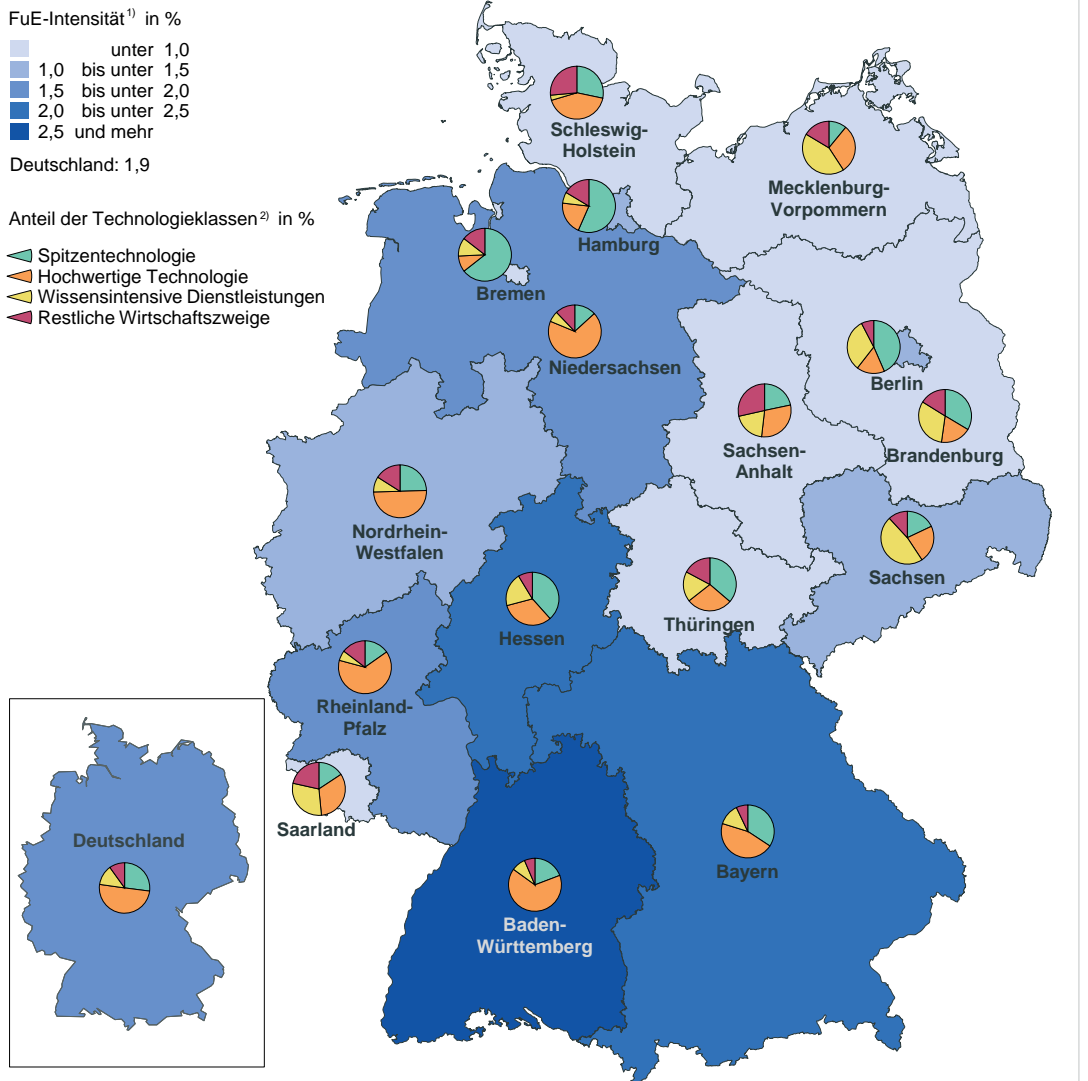 FuE-Intensität1) in %
unter 1,0
1,0 bis unter 1,5
1,5 bis unter 2,0
2,0 bis unter 2,5
2,5 und mehr
Deutschland: 1,9
Anteil der Technologieklassen2) in %
Spitzentechnologie
Hochwertige Technologie
Wissensintensive Dienstleistungen
Restliche Wirtschaftszweige
Schleswig-
Holstein
Mecklenburg-
Vorpommern
Hamburg
Bremen
Niedersachsen
Berlin
Brandenburg
Sachsen-
Anhalt
Nordrhein-
Westfalen
Sachsen
Thüringen
Hessen
Rheinland-
Pfalz
Saarland
Deutschland
Bayern
Baden-
Württemberg